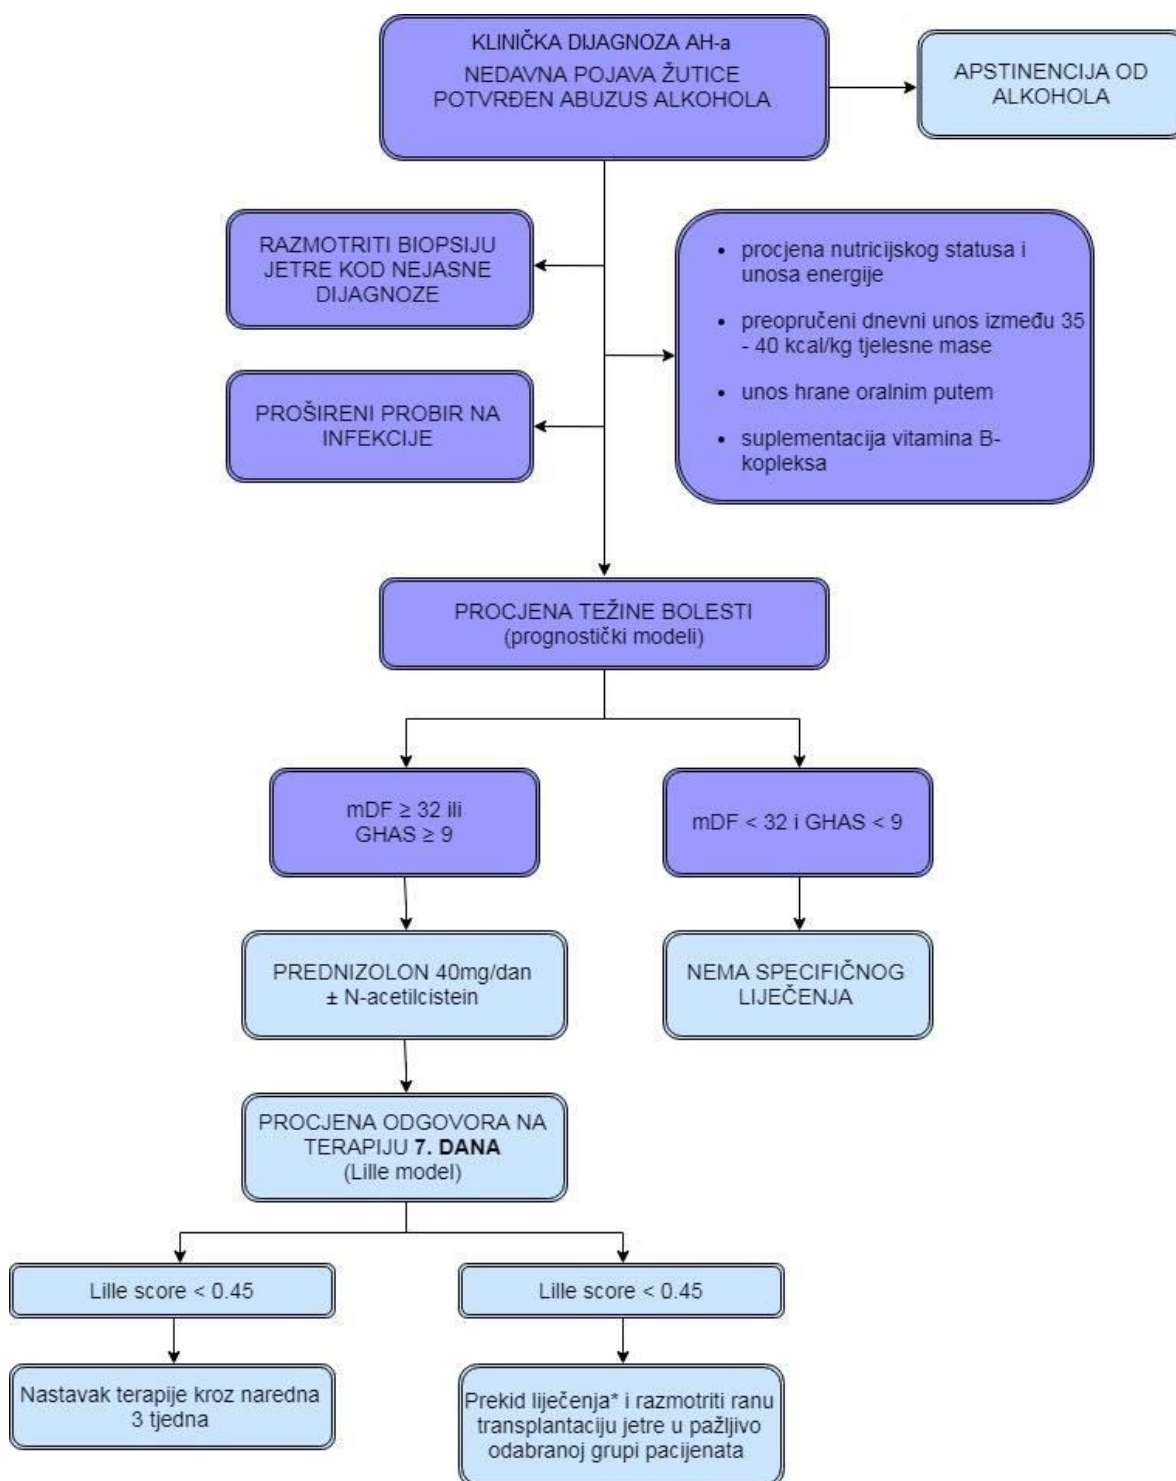 KLINIČKA DIJAGNOZA AH-a
NEDAVNA POJAVA ŽUTICE
POTVRĐEN ABUZUS ALKOHOLA
APSTINENCIJA OD
ALKOHOLA
RAZMOTRITI BIOPSIJU
JETRE KOD NEJASNE
DIJAGNOZE
• procjena nutricijskog statusa i
unosa energije
• preopručeni dnevni unos između 35
- 40 kcal/kg tjelesne mase
• unos hrane oralnim putem
• suplementacija vitamina B-
kopleksa
PROŠIRENI PROBIR NA
INFEKCIJE
PROCJENA TEŽINE BOLESTI
(prognostički modeli)
mDF ≥ 32 ili
GHAS ≥ 9
mDF < 32 i GHAS < 9
PREDNIZOLON 40mg/dan
± N-acetilcistein
NEMA SPECIFIČNOG
LIJEČENJA
PROCJENA ODGOVORA NA
TERAPIJU 7. DANA
(Lille model)
Lille score < 0.45
Lille score < 0.45
Nastavak terapije kroz naredna
3 tjedna
Prekid liječenja* i razmotriti ranu
transplantaciju jetre u pažljivo
odabranoj grupi pacijenata